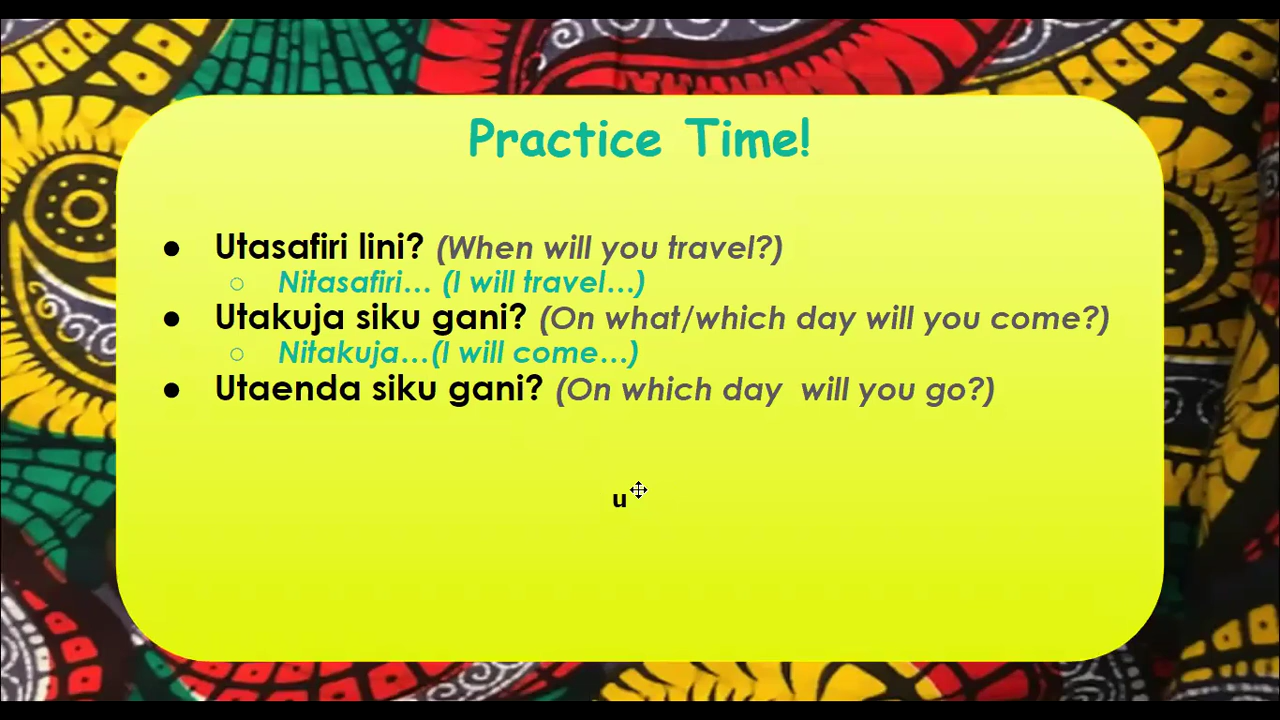 Practice Time!
● Utasafiri lini? (When will you travel?)
○ Nitasafiri... (I will travel...)
● Utakuja siku gani? (On what/which day will you come?)
○ Nitakuja...(I will come...)
● Utaenda siku gani? (On which day will you go?)
u